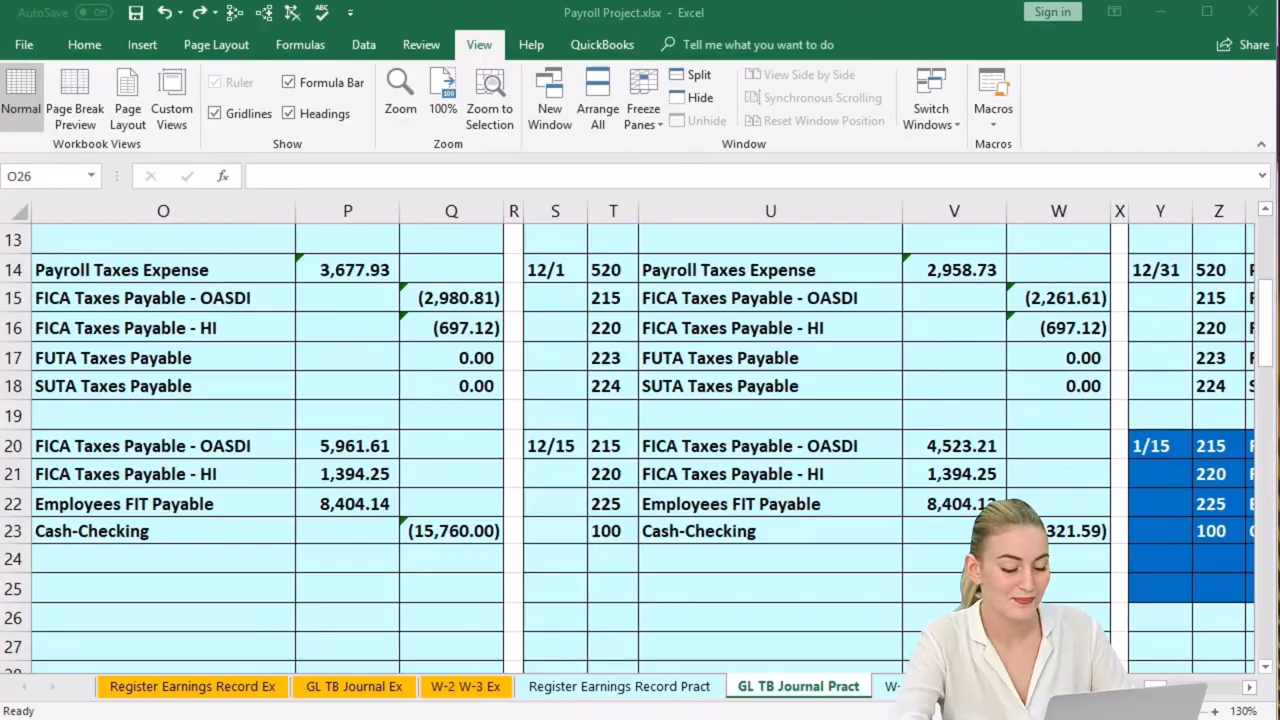 AutoSave Off
Payroll Project.xlsx - Excel
Sign in
File Home Insert Page Layout Formulas Data Review View Help QuickBooks Tell me what you want to do Share
Normal
Page Break Preview
Page Layout
Custom Views
Workbook Views
Ruler
Formula Bar
Gridlines
Headings
Show
Zoom
100%
Zoom to Selection
Zoom
New Window
Arrange All
Freeze Panes
Split
Hide
Unhide
View Side by Side
Synchronous Scrolling
Reset Window Position
Window
Switch Windows
Macros
Macros
O26
fx
O P Q R S T U V W X Y Z
13
14 Payroll Taxes Expense 3,677.93 12/1 520 Payroll Taxes Expense 2,958.73 12/31 520
15 FICA Taxes Payable - OASDI (2,980.81) 215 FICA Taxes Payable - OASDI (2,261.61) 215
16 FICA Taxes Payable - HI (697.12) 220 FICA Taxes Payable - HI (697.12) 220
17 FUTA Taxes Payable 0.00 223 FUTA Taxes Payable 0.00 223
18 SUTA Taxes Payable 0.00 224 SUTA Taxes Payable 0.00 224
19
20 FICA Taxes Payable - OASDI 5,961.61 12/15 215 FICA Taxes Payable - OASDI 4,523.21 1/15 215
21 FICA Taxes Payable - HI 1,394.25 220 FICA Taxes Payable - HI 1,394.25 220
22 Employees FIT Payable 8,404.14 225 Employees FIT Payable 225
23 Cash-Checking (15,760.00) 100 Cash-Checking 321.59) 100
24
25
26
27
Register Earnings Record Ex GL TB Journal Ex W-2 W-3 Ex Register Earnings Record Pract GL TB Journal Pract
Ready
130%